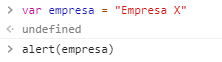 > var empresa = "Empresa X"
<· undefined
> alert(empresa)